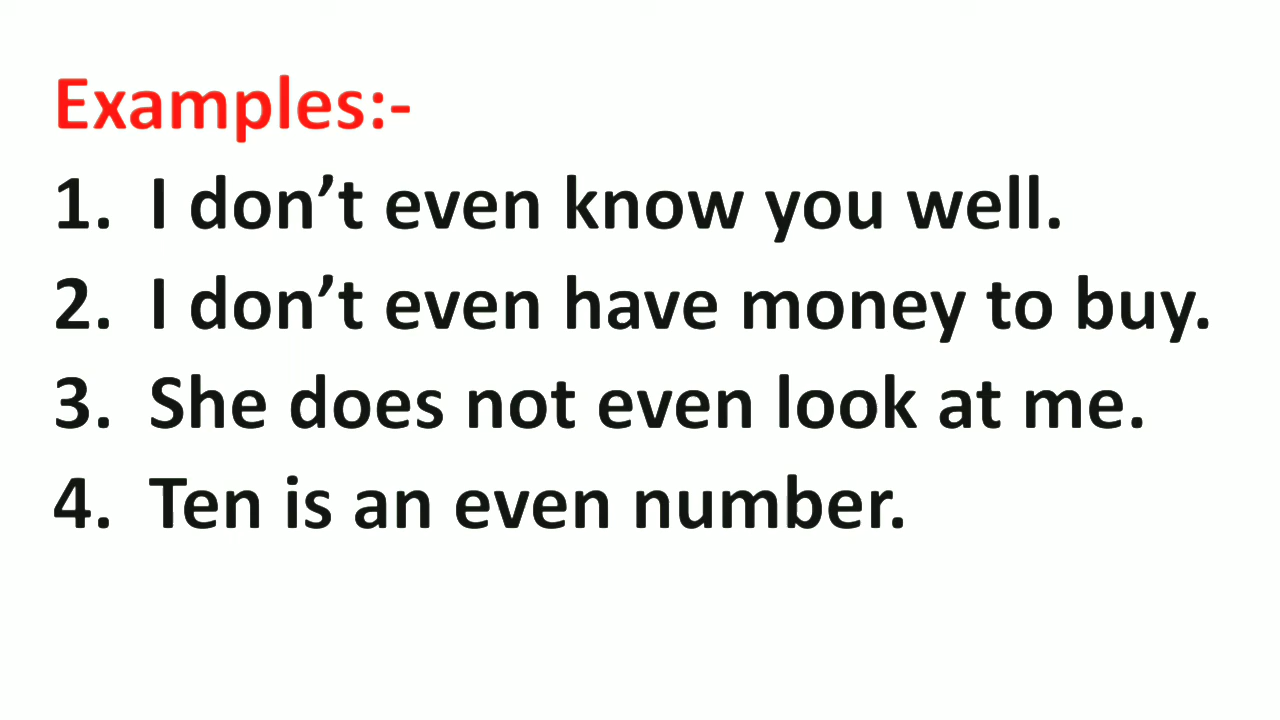 Examples:-
1. I don’t even know you well.
2. I don’t even have money to buy.
3. She does not even look at me.
4. Ten is an even number.